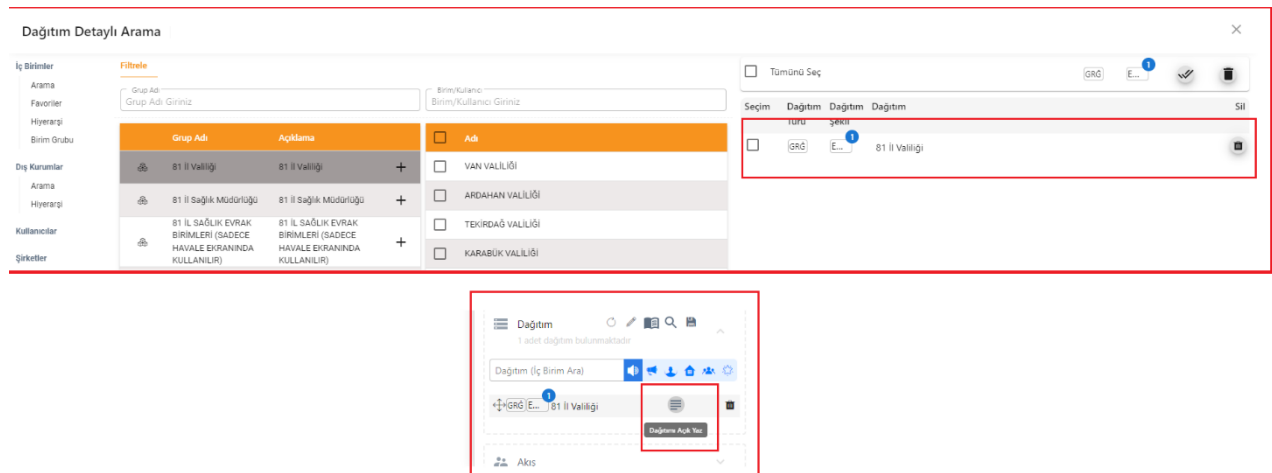 Dağıtım Detaylı Arama
İç Birimler
Arama
Favoriler
Hiyerarşi
Birim Grubu
Dış Kurumlar
Arama
Hiyerarşi
Kullanıcılar
Şirketler
Filtrele
Grup Adı
Grup Adı Giriniz
Birim/Kullanıcı
Birim/Kullanıcı Giriniz
Grup Adı Açıklama
81 İl Valiliği 81 İl Valiliği
81 İl Sağlık Müdürlüğü 81 İl Sağlık Müdürlüğü
81 İL SAĞLIK EVRAK 81 İL SAĞLIK EVRAK
BİRİMLERİ (SADECE BİRİMLERİ (SADECE
HAVALE EKRANINDA HAVALE EKRANINDA
KULLANILIR) KULLANILIR)
Adı
VAN VALİLİĞİ
ARDAHAN VALİLİĞİ
TEKİRDAĞ VALİLİĞİ
KARABÜK VALİLİĞİ
Tümünü Seç GRĞ E... 1
Seçim Dağıtım Dağıtım Dağıtım Sil
Türü Şekli
GRĞ E... 1 81 İl Valiliği
Dağıtım
1 adet dağıtım bulunmaktadır
Dağıtım (İç Birim Ara)
GRĞ E... 1 81 İl Valiliği
Dağıtımı Açık Yaz
Akış